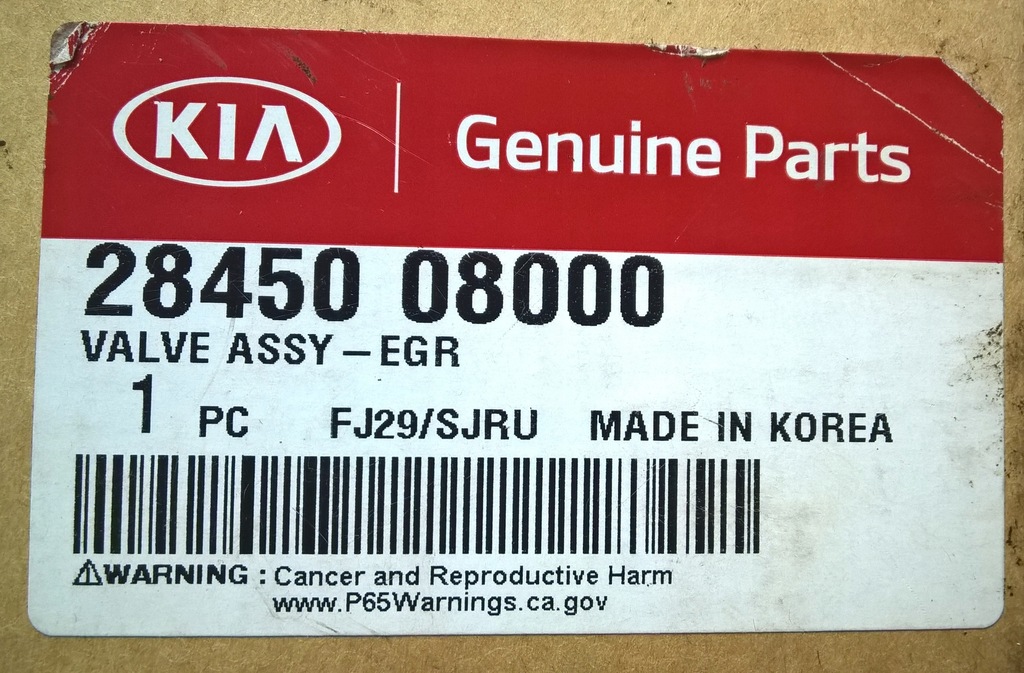 KIA Genuine Parts
28450 08000
VALVE ASSY – EGR
1 PC FJ29/SJRU MADE IN KOREA
⚠WARNING : Cancer and Reproductive Harm
www.P65Warnings.ca.gov